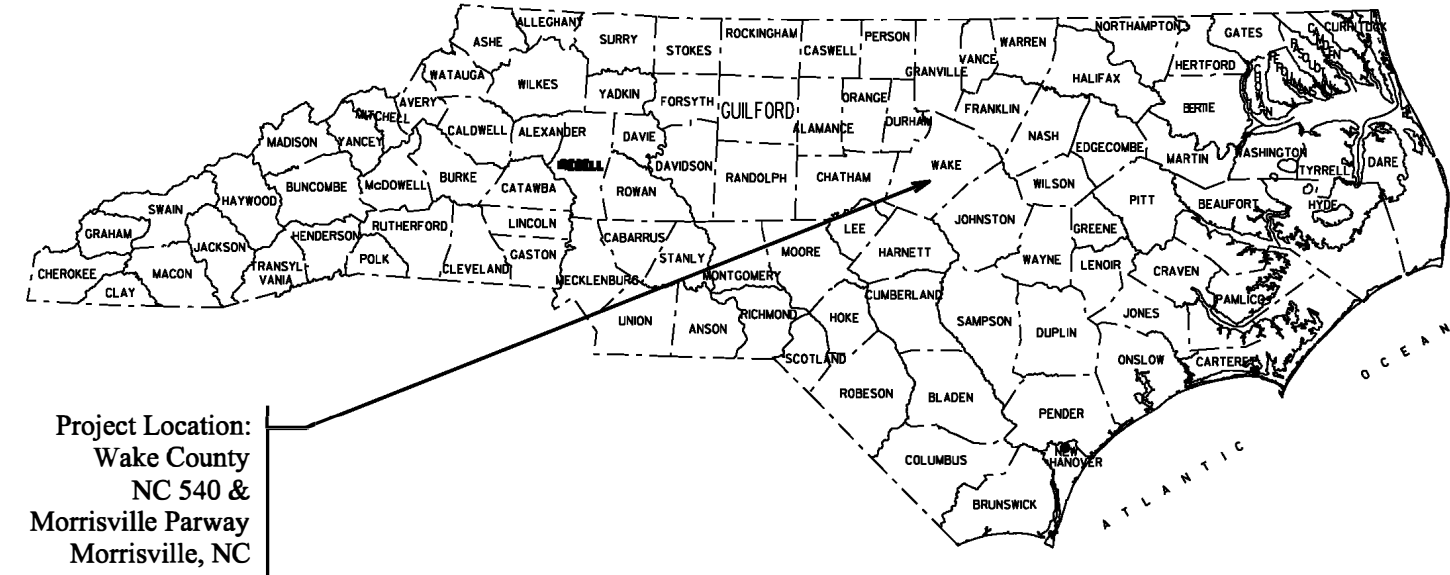 ALLEGHANY
ASHE
SURRY
STOKES
ROCKINGHAM
CASWELL
PERSON
GRANVILLE
VANCE
WARREN
NORTHAMPTON
GATES
CURRITUCK
CAMDEN
PASQUOTANK
PERQUIMANS
CHOWAN
HERTFORD
HALIFAX
BERTIE
WATAUGA
WILKES
YADKIN
FORSYTH
GUILFORD
ALAMANCE
ORANGE
DURHAM
FRANKLIN
NASH
EDGECOMBE
MARTIN
WASHINGTON
TYRRELL
DARE
MITCHELL
AVERY
CALDWELL
ALEXANDER
DAVIE
DAVIDSON
RANDOLPH
CHATHAM
WAKE
WILSON
PITT
BEAUFORT
HYDE
MADISON
YANCEY
BUNCOMBE
McDOWELL
BURKE
CATAWBA
ROWAN
HAYWOOD
SWAIN
GRAHAM
JACKSON
HENDERSON
RUTHERFORD
LINCOLN
CABARRUS
STANLY
MOORE
LEE
HARNETT
JOHNSTON
GREENE
WAYNE
LENOIR
CRAVEN
CHEROKEE
MACON
CLAY
TRANSYL
VANIA
POLK
CLEVELAND
GASTON
MECKLENBURG
MONTGOMERY
UNION
ANSON
RICHMOND
HOKE
CUMBERLAND
SAMPSON
DUPLIN
JONES
PAMLICO
SCOTLAND
ONSLOW
CARTERET
ROBESON
BLADEN
PENDER
COLUMBUS
NEW
HANOVER
BRUNSWICK
ATLANTIC OCEAN
Project Location:
Wake County
NC 540 &
Morrisville Parway
Morrisville, NC